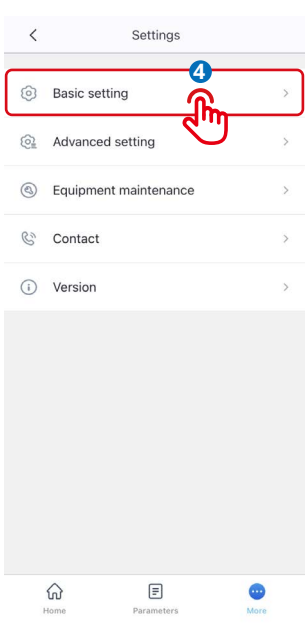 Settings
4
Basic setting
Advanced setting
Equipment maintenance
Contact
Version
Home Parameters More